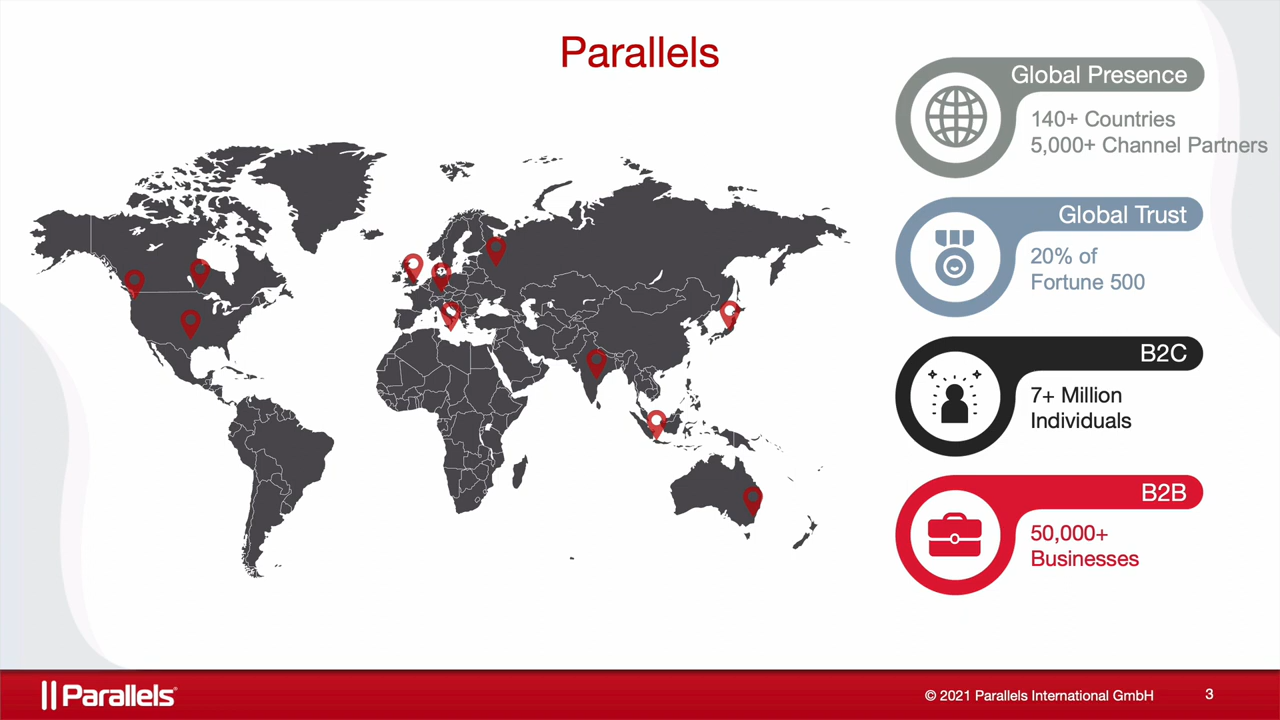 Parallels
Global Presence
140+ Countries
5,000+ Channel Partners
Global Trust
20% of
Fortune 500
B2C
7+ Million
Individuals
B2B
50,000+
Businesses
Parallels®
© 2021 Parallels International GmbH
3